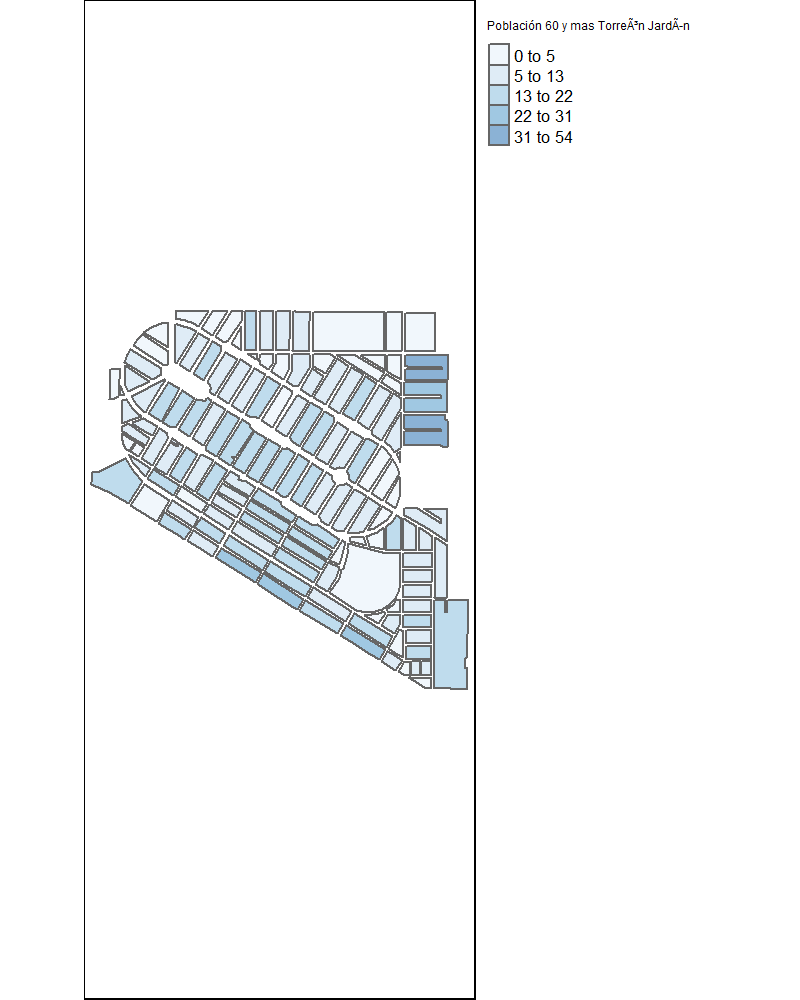 Población 60 y mas TorreÃ³n JardÃ-n
0 to 5
5 to 13
13 to 22
22 to 31
31 to 54